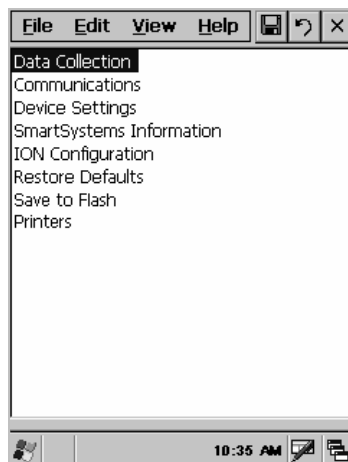 File Edit View Help
Data Collection
Communications
Device Settings
SmartSystems Information
ION Configuration
Restore Defaults
Save to Flash
Printers
10:35 AM